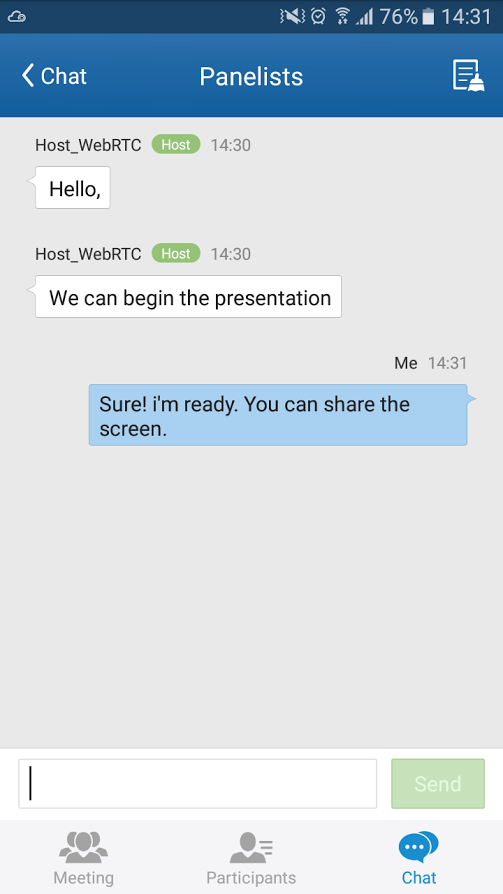 76% 14:31
Chat Panelists
Host_WebRTC Host 14:30
Hello,
Host_WebRTC Host 14:30
We can begin the presentation
Me 14:31
Sure! i'm ready. You can share the
screen.
Send
Meeting Participants Chat